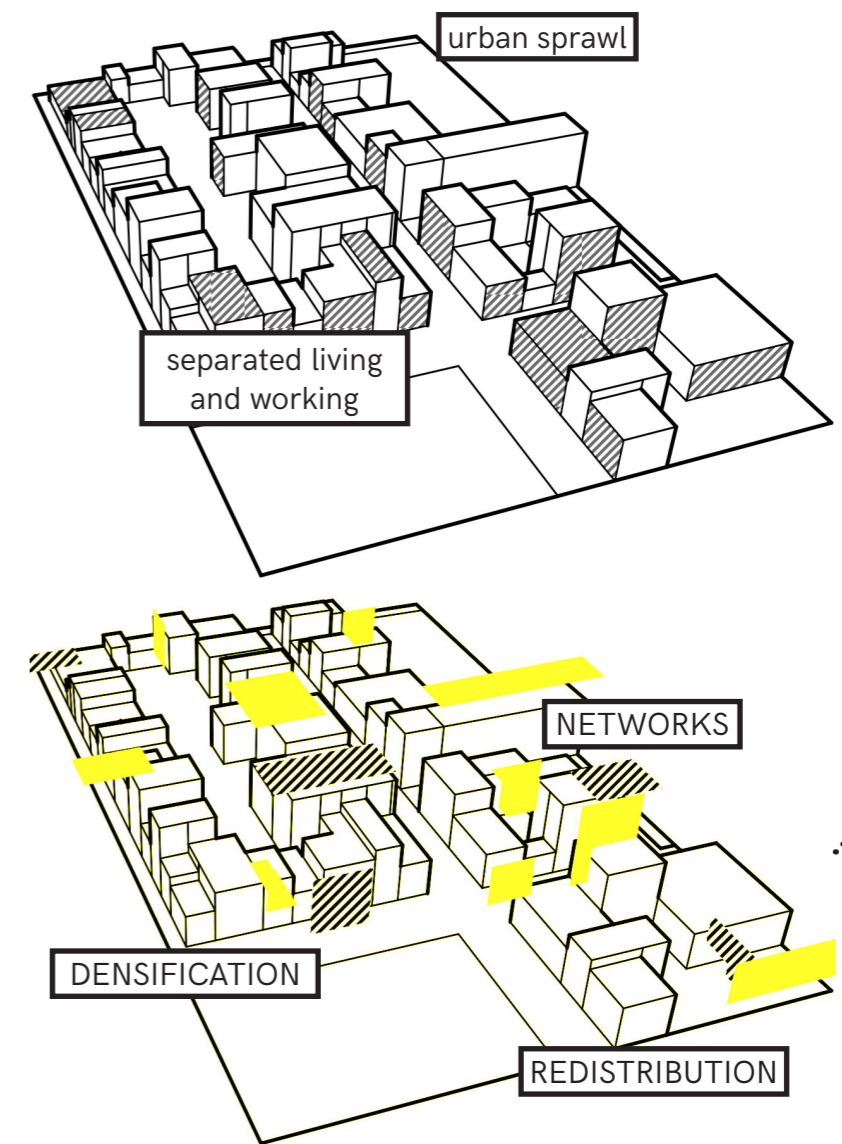 urban sprawl
separated living
and working
NETWORKS
DENSIFICATION
REDISTRIBUTION